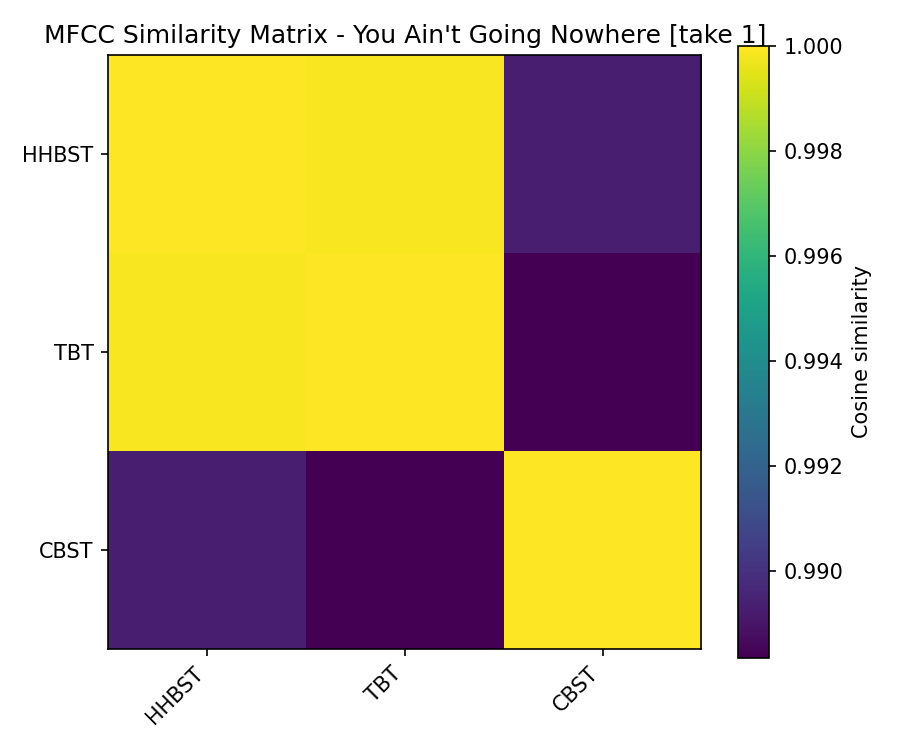 MFCC Similarity Matrix - You Ain't Going Nowhere [take 1]
HHBST
TBT
CBST
HHBST
TBT
CBST
1.000
0.998
0.996
0.994
0.992
0.990
Cosine similarity